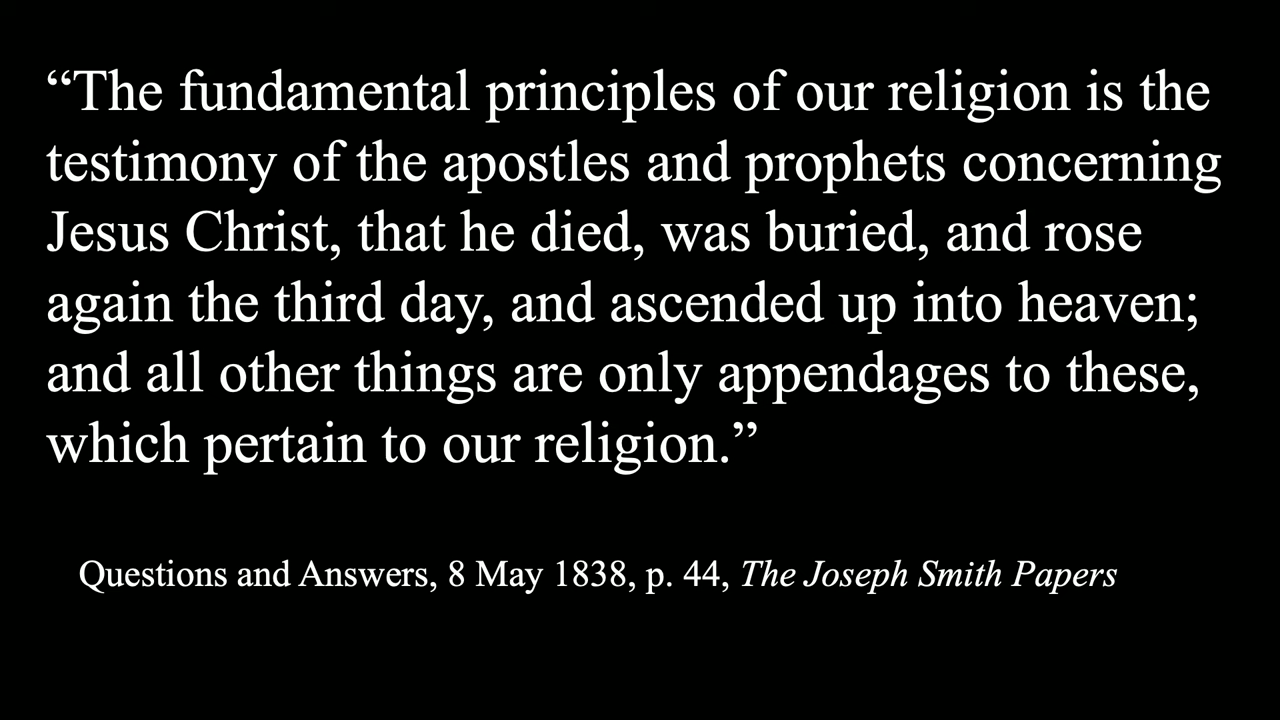 “The fundamental principles of our religion is the
testimony of the apostles and prophets concerning
Jesus Christ, that he died, was buried, and rose
again the third day, and ascended up into heaven;
and all other things are only appendages to these,
which pertain to our religion.”
Questions and Answers, 8 May 1838, p. 44, The Joseph Smith Papers